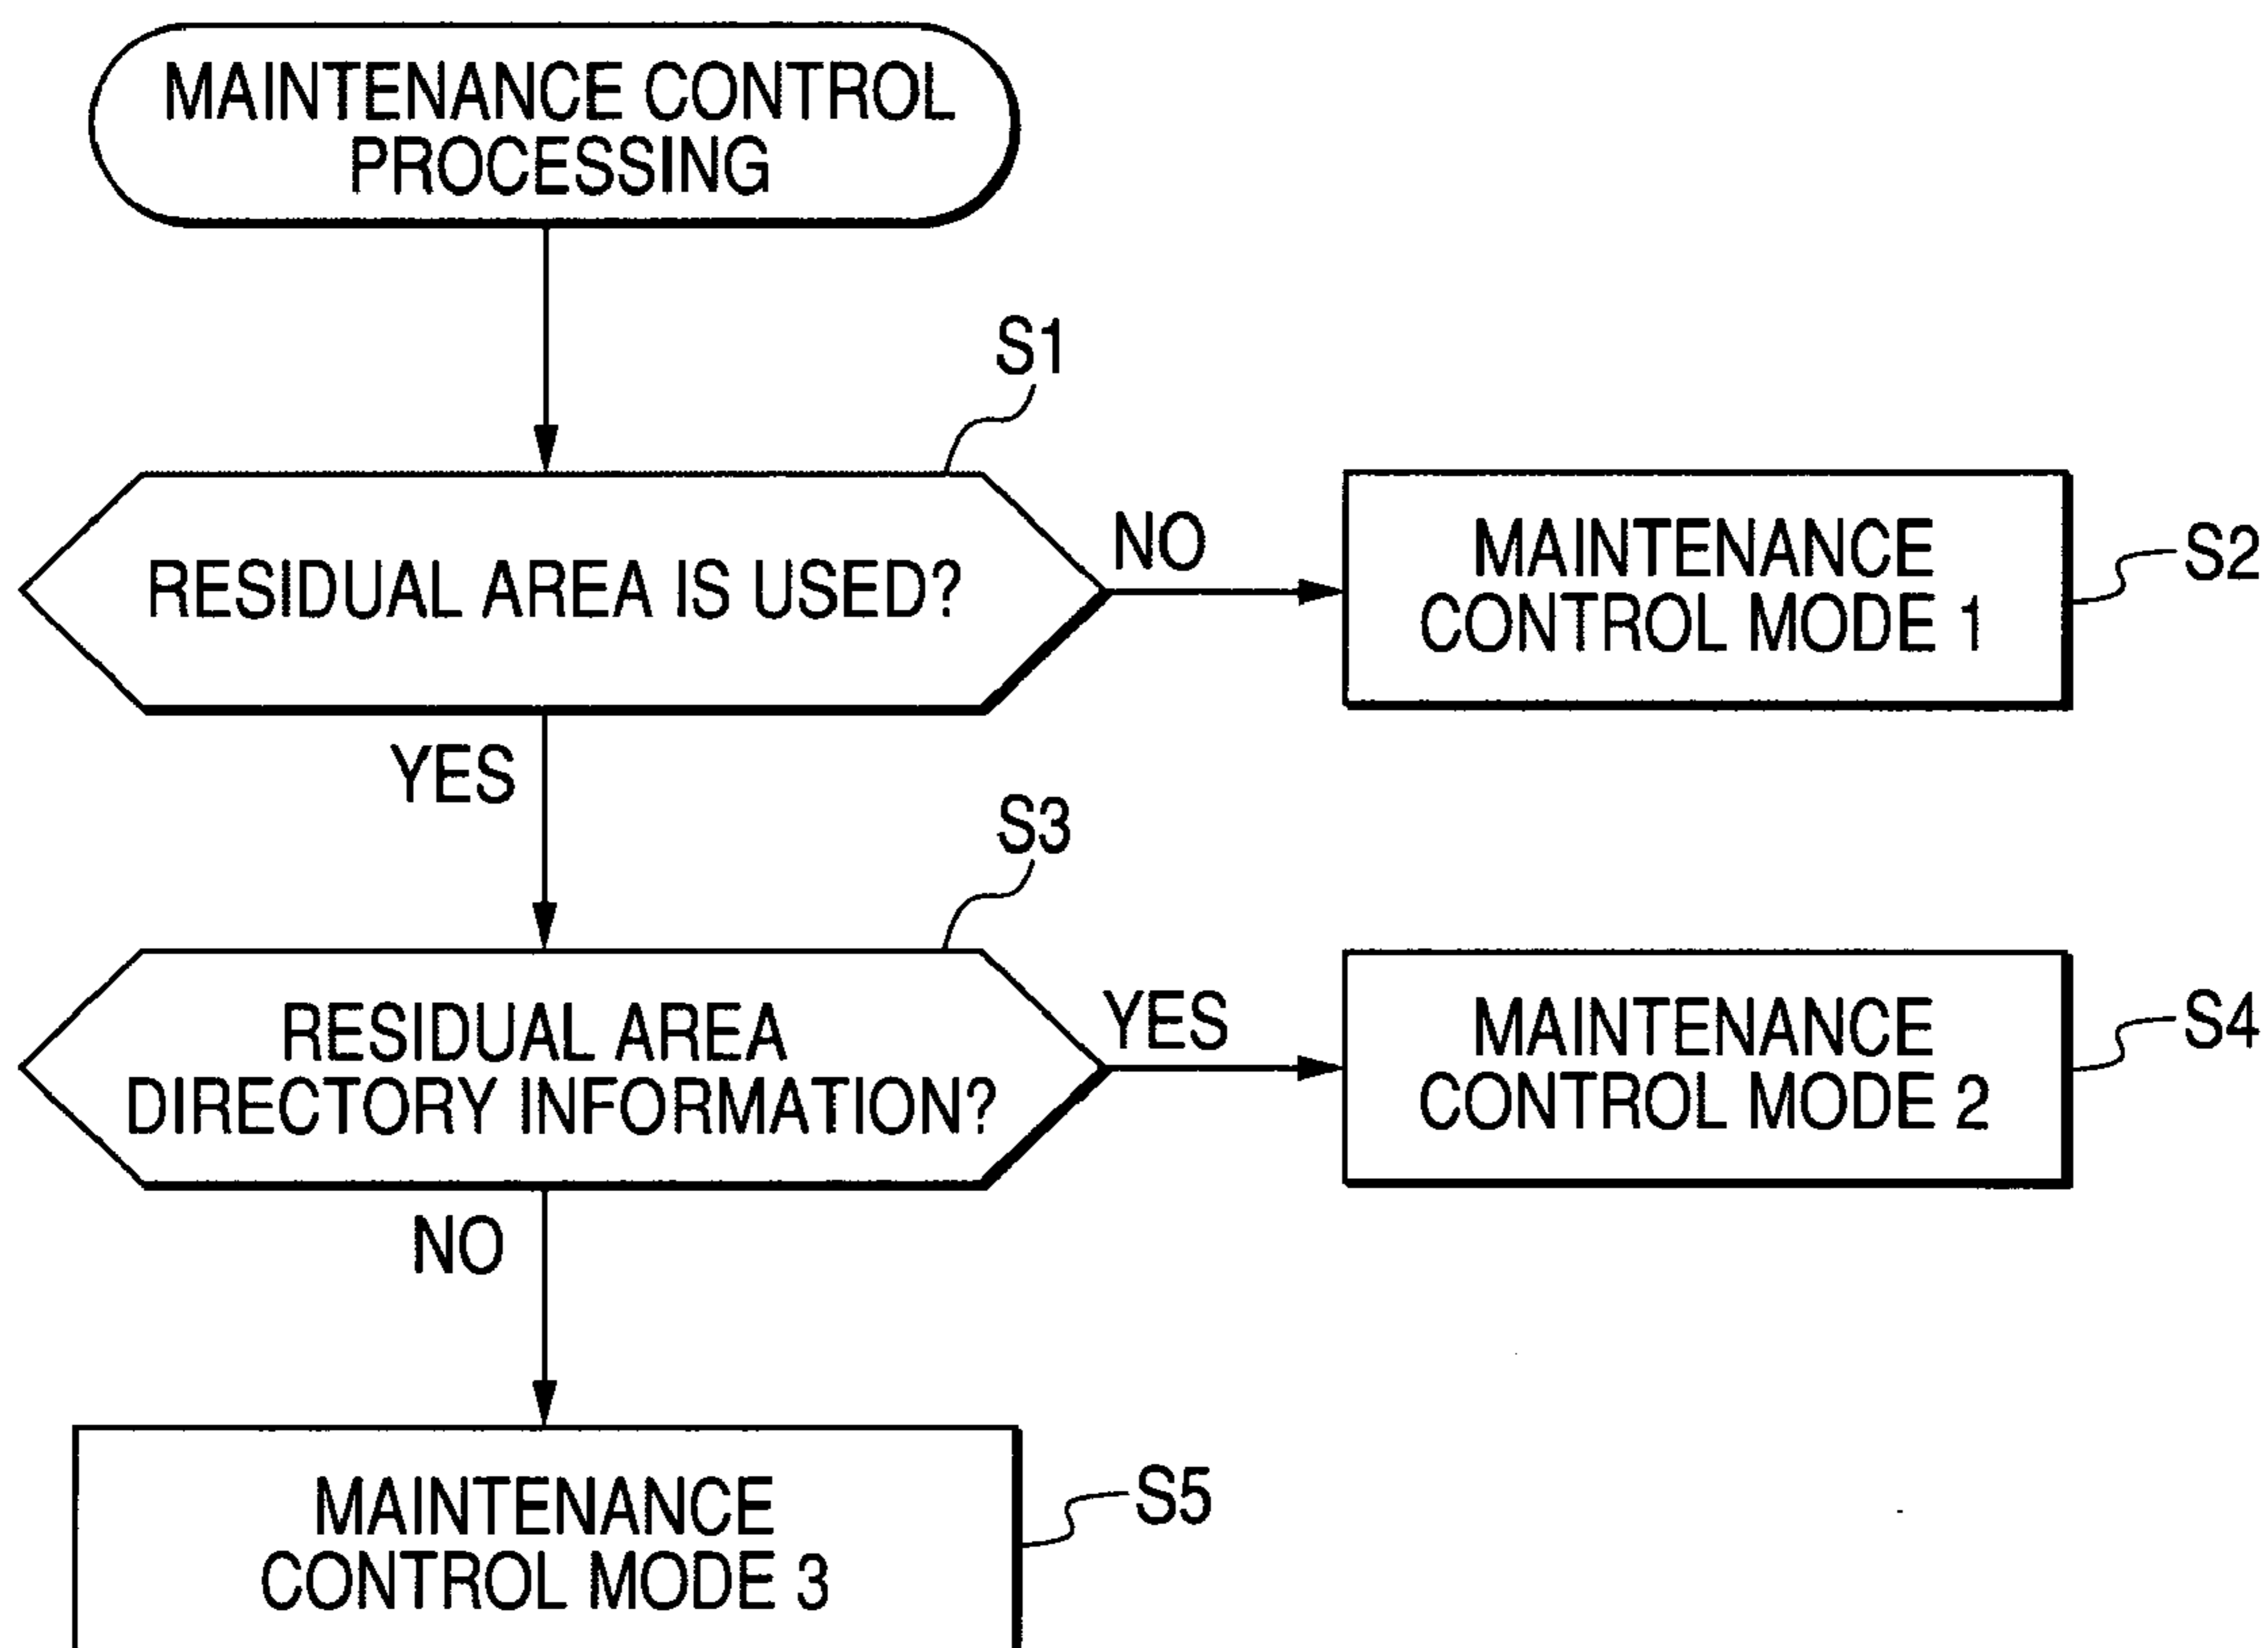 MAINTENANCE CONTROL
PROCESSING
S1
RESIDUAL AREA IS USED?
NO
MAINTENANCE
CONTROL MODE 1
S2
YES
S3
RESIDUAL AREA
DIRECTORY INFORMATION?
YES
MAINTENANCE
CONTROL MODE 2
S4
NO
MAINTENANCE
CONTROL MODE 3
S5